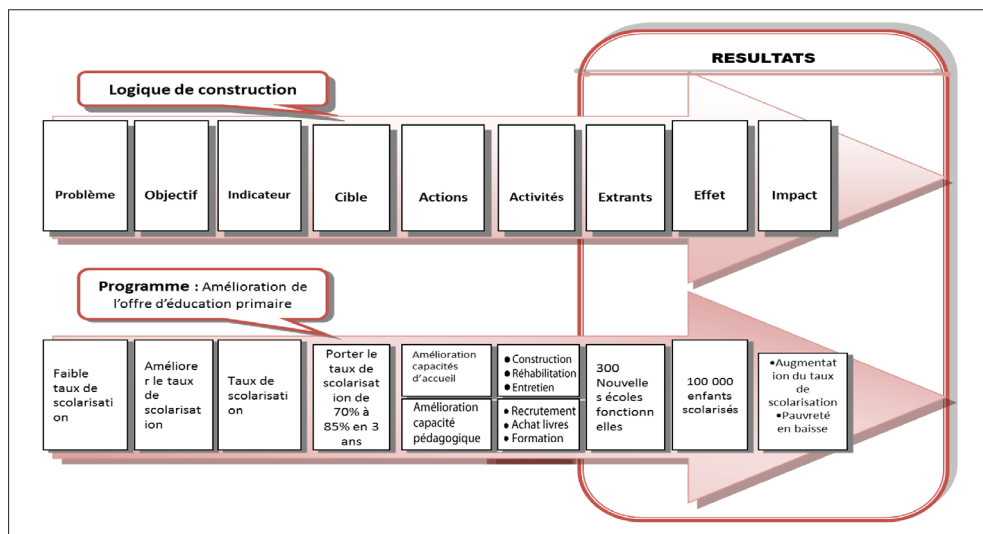 RESULTATS
Logique de construction
Problème
Objectif
Indicateur
Cible
Actions
Activités
Extrants
Effet
Impact
Programme : Amélioration de
l'offre d'éducation primaire
Faible
taux de
scolarisati
on
Améliore
r le taux
de
scolarisat
ion
Taux de
scolarisati
on
Porter le
taux de
scolarisat
ion de
70% à
85% en 3
ans
Amélioration
capacités
d'accueil
Amélioration
capacité
pédagogique
● Construction
● Réhabilitation
● Entretien
● Recrutement
● Achat livres
● Formation
300
Nouvelle
s écoles
fonctionn
elles
100 000
enfants
scolarisés
•Augmentat
ion du taux
de
scolarisation
•Pauvreté
en baisse